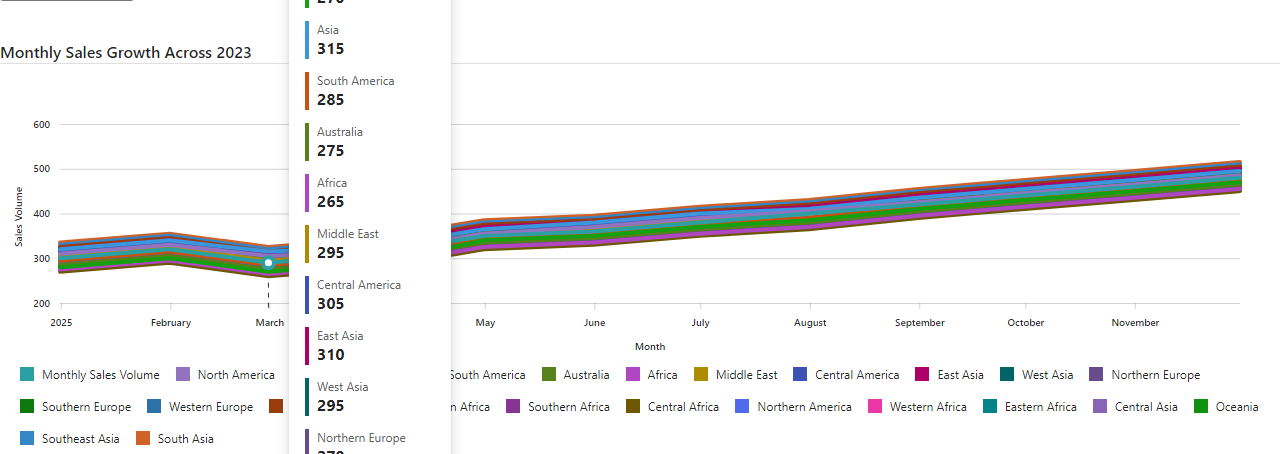 Asia
315
Monthly Sales Growth Across 2023
South America
285
Australia
275
Africa
265
Middle East
295
Central America
305
East Asia
310
West Asia
295
Northern Europe
600
500
400
300
200
Sales Volume
2025 February March May June July August September October November
Month
Monthly Sales Volume North America South America Australia Africa Middle East Central America East Asia West Asia Northern Europe
Southern Europe Western Europe Africa Southern Africa Central Africa Northern America Western Africa Eastern Africa Central Asia Oceania
Southeast Asia South Asia